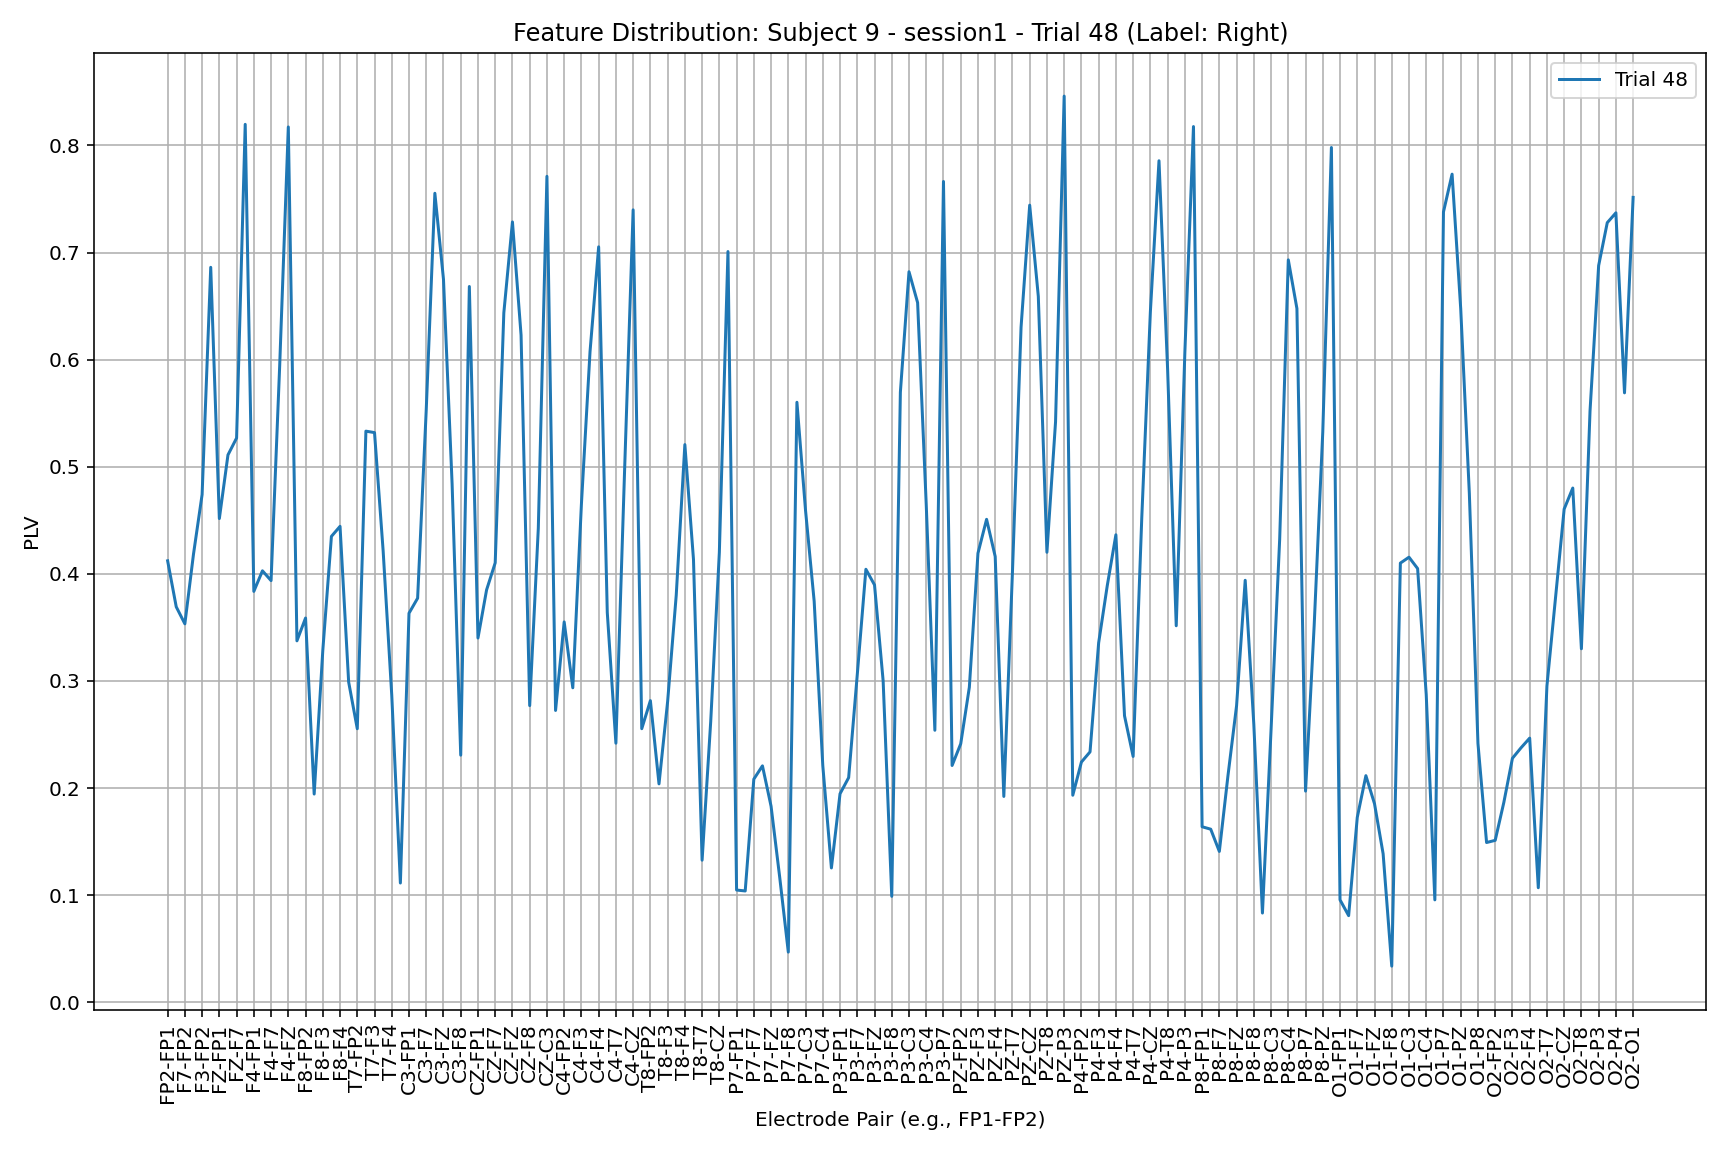 Feature Distribution: Subject 9 - session1 - Trial 48 (Label: Right)
Trial 48
PLV
0.8
0.7
0.6
0.5
0.4
0.3
0.2
0.1
0.0
FP2-FP1
F7-FP2
F3-FP2
FZ-FP1
FZ-F7
F4-FP1
F4-F7
F4-FZ
F8-FP2
F8-F3
F8-F4
T7-FP2
T7-F3
T7-F4
C3-FP1
C3-F7
C3-FZ
C3-F8
CZ-FP1
CZ-F7
CZ-FZ
CZ-F8
CZ-C3
C4-FP2
C4-F3
C4-F4
C4-T7
C4-CZ
T8-FP2
T8-F3
T8-F4
T8-T7
T8-CZ
P7-FP1
P7-F7
P7-FZ
P7-F8
P7-C3
P7-C4
P3-FP1
P3-F7
P3-FZ
P3-F8
P3-C3
P3-C4
P3-P7
PZ-FP2
PZ-F3
PZ-F4
PZ-T7
PZ-CZ
PZ-T8
PZ-P3
P4-FP2
P4-F3
P4-F4
P4-T7
P4-CZ
P4-T8
P4-P3
P8-FP1
P8-F7
P8-FZ
P8-F8
P8-C3
P8-C4
P8-P7
P8-PZ
O1-FP1
O1-F7
O1-FZ
O1-F8
O1-C3
O1-C4
O1-P7
O1-PZ
O1-P8
O2-FP2
O2-F3
O2-F4
O2-T7
O2-CZ
O2-T8
O2-P3
O2-P4
O2-O1
Electrode Pair (e.g., FP1-FP2)